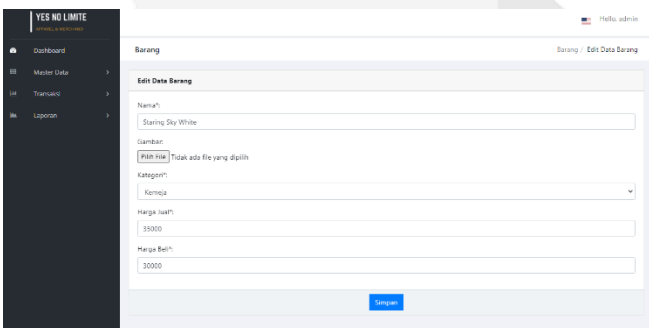 YES NO LIMITE
Hello, admin
Dashboard
Barang
Barang / Edit Data Barang
Master Data
Edit Data Barang
Transaksi
Nama*:
Laporan
Staring Sky White
Gambar:
Pilih File Tidak ada file yang dipilih
Kategori*:
Kemeja
Harga Jual*:
35000
Harga Beli*:
30000
Simpan